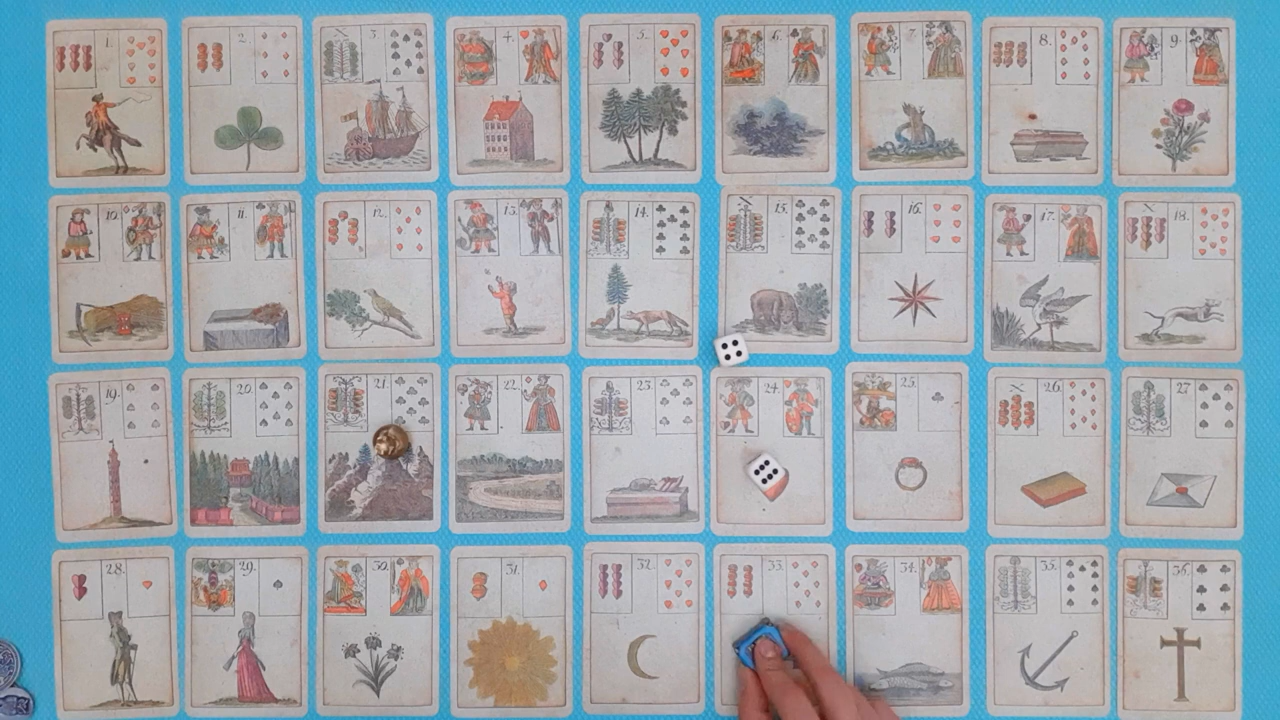 1. 2. 3. 4. 5. 6. 7. 8. 9.
10. 11. 12. 13. 14. 15. 16. 17. 18.
19. 20. 21. 22. 23. 24. 25. 26. 27
28. 29. 30. 31. 32. 33. 34. 35. 36.